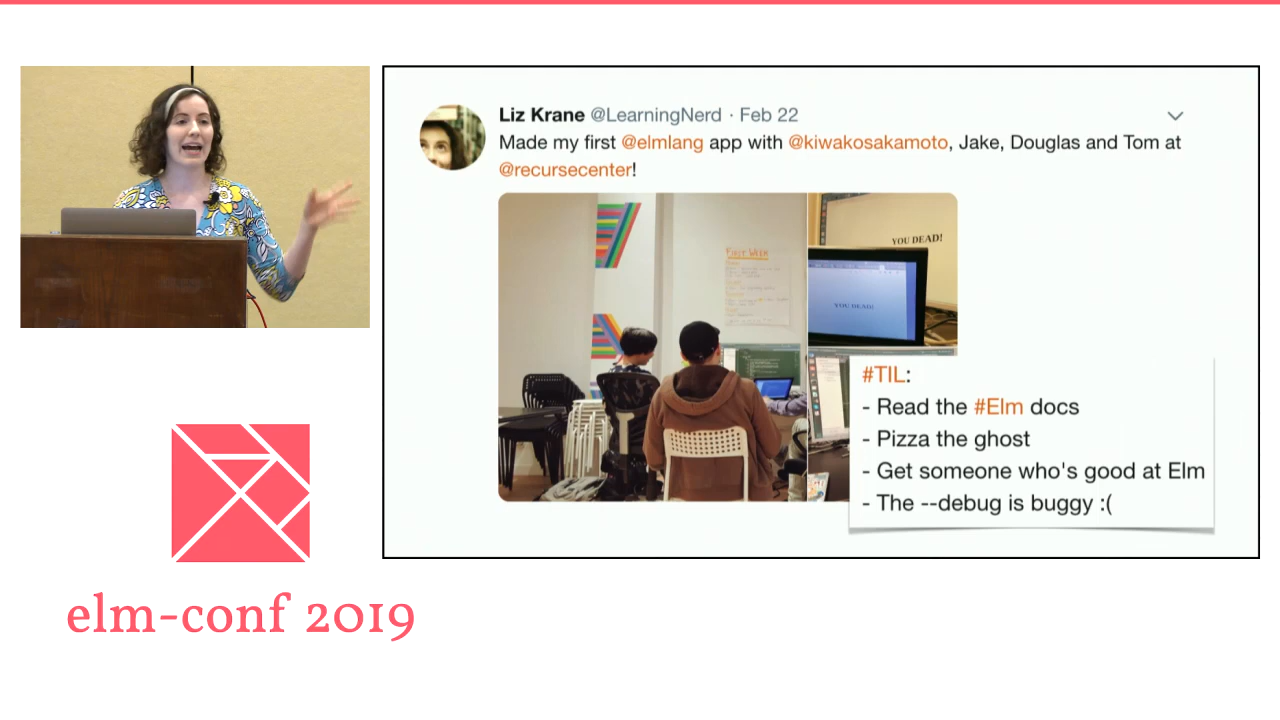 Liz Krane @LearningNerd · Feb 22
Made my first @elmlang app with @kiwakosakamoto, Jake, Douglas and Tom at
@recursecenter!
FIRST WEEK
YOU DEAD!
YOU DEAD!
#TIL:
- Read the #Elm docs
- Pizza the ghost
- Get someone who's good at Elm
- The --debug is buggy :(
elm-conf 2019